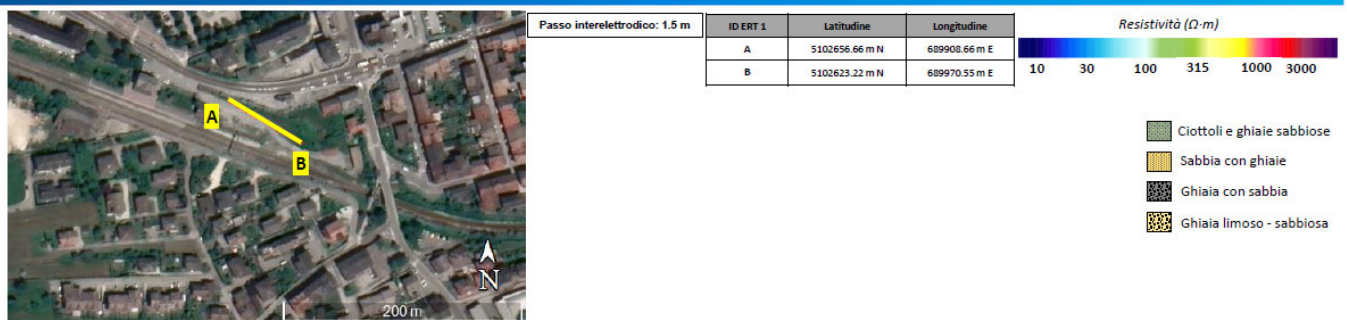 Passo interelettrodico: 1.5 m
ID ERT 1 Latitudine Longitudine
A 5102656.66 m N 689908.66 m E
B 5102623.22 m N 689970.55 m E
Resistività (Ω·m)
10 30 100 315 1000 3000
Ciottoli e ghiaie sabbiose
Sabbia con ghiaie
Ghiaia con sabbia
Ghiaia limoso - sabbiosa
A
B
N
200 m